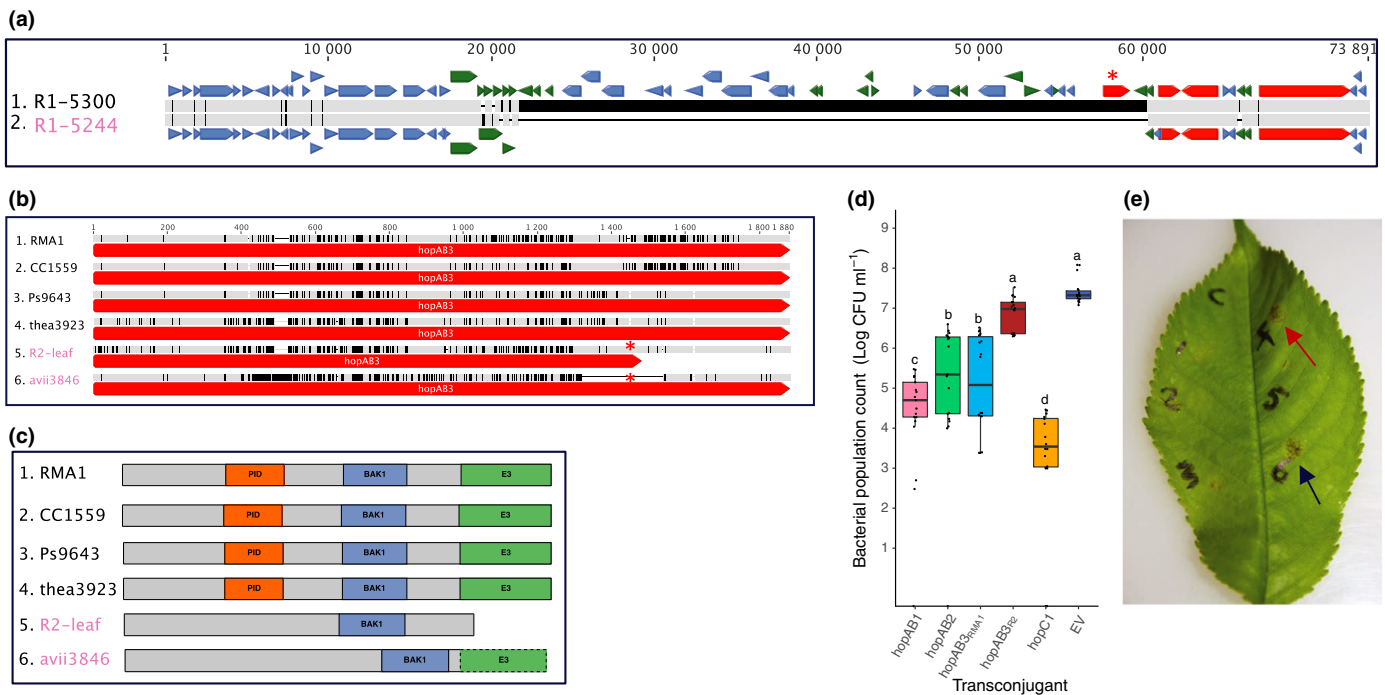 (a)
1 10 000 20 000 30 000 40 000 50 000 60 000 73 891
*
1. R1-5300
2. R1-5244
(b)
1 200 400 600 800 1 000 1 200 1 400 1 600 1 800 1 880
1. RMA1
hopAB3
2. CC1559
hopAB3
3. Ps9643
hopAB3
4. thea3923
hopAB3
5. R2-leaf
*
hopAB3
6. avii3846
*
hopAB3
(c)
1. RMA1 PID BAK1 E3
2. CC1559 PID BAK1 E3
3. Ps9643 PID BAK1 E3
4. thea3923 PID BAK1 E3
5. R2-leaf BAK1
6. avii3846 BAK1 E3
(d)
Bacterial population count (Log CFU ml−1)
9
8
7
6
5
4
3
2
1
c b b a d a
hopAB1 hopAB2 hopAB3RMA1 hopAB3R2 hopC1 EV
Transconjugant
(e)
2
5
3
6